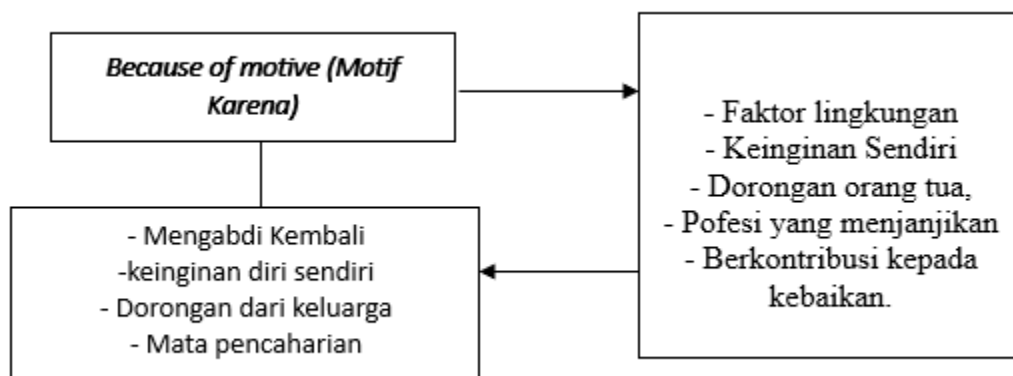 Because of motive (Motif
Karena)
- Faktor lingkungan
- Keinginan Sendiri
- Dorongan orang tua,
- Pofesi yang menjanjikan
- Berkontribusi kepada
kebaikan.
- Mengabdi Kembali
-keinginan diri sendiri
- Dorongan dari keluarga
- Mata pencaharian